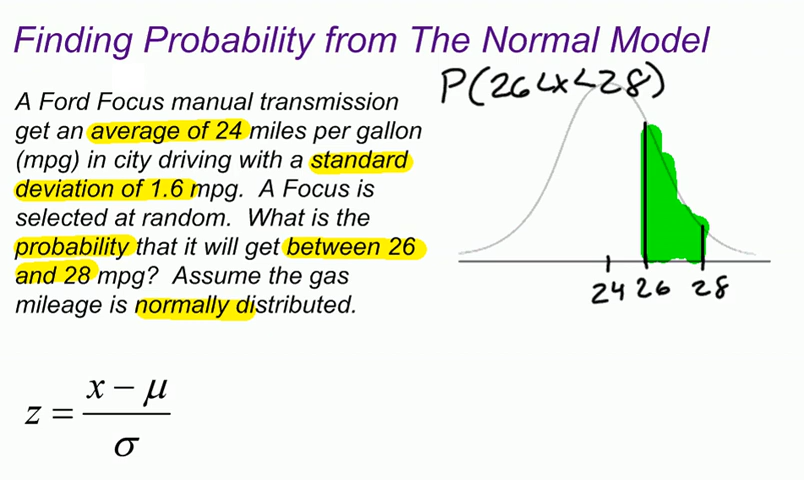 Finding Probability from The Normal Model
A Ford Focus manual transmission
get an average of 24 miles per gallon
(mpg) in city driving with a standard
deviation of 1.6 mpg. A Focus is
selected at random. What is the
probability that it will get between 26
and 28 mpg? Assume the gas
mileage is normally distributed.
P(26<x<28)
24 26 28
z = x − μ
σ